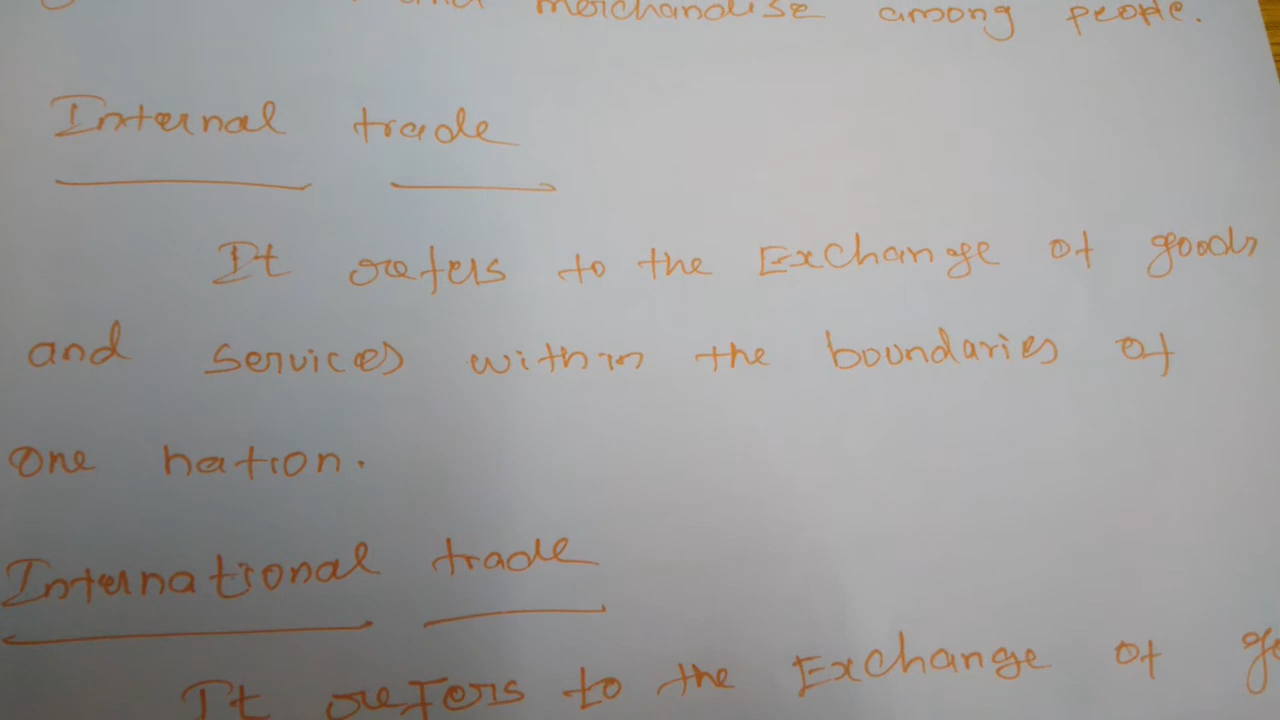 merchandise among people.
Internal trade
It refers to the Exchange of goods
and services within the boundaries of
one nation.
International trade
It refers to the Exchange of